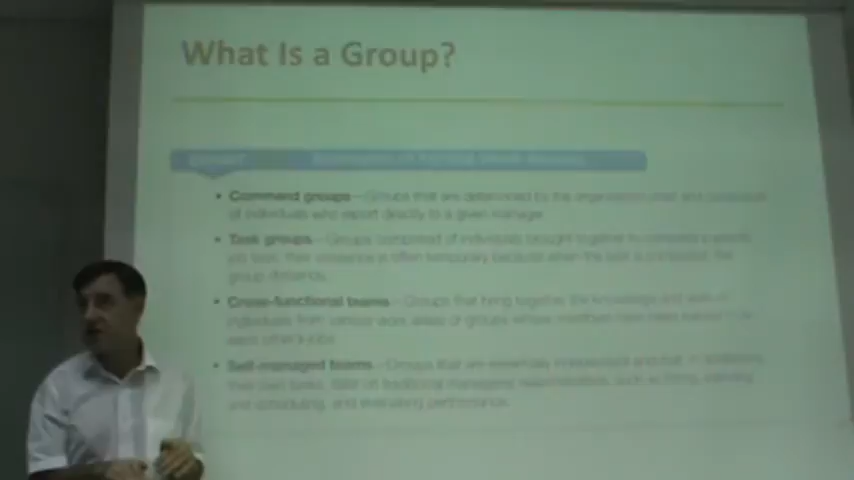 What Is a Group?
• Command groups—Groups that are determined by the organization chart and composed
of individuals who report directly to a given manager.
• Task groups—Groups composed of individuals brought together to complete a specific
job task; their existence is often temporary because when the task is completed, the
group disbands.
• Cross-functional teams—Groups that bring together the knowledge and skills of
individuals from various work areas or groups whose members have been trained to do
each other's jobs.
• Self-managed teams—Groups that are essentially independent and that, in addition to
their own tasks, take on traditional managerial responsibilities, such as hiring, planning
and scheduling, and evaluating performance.